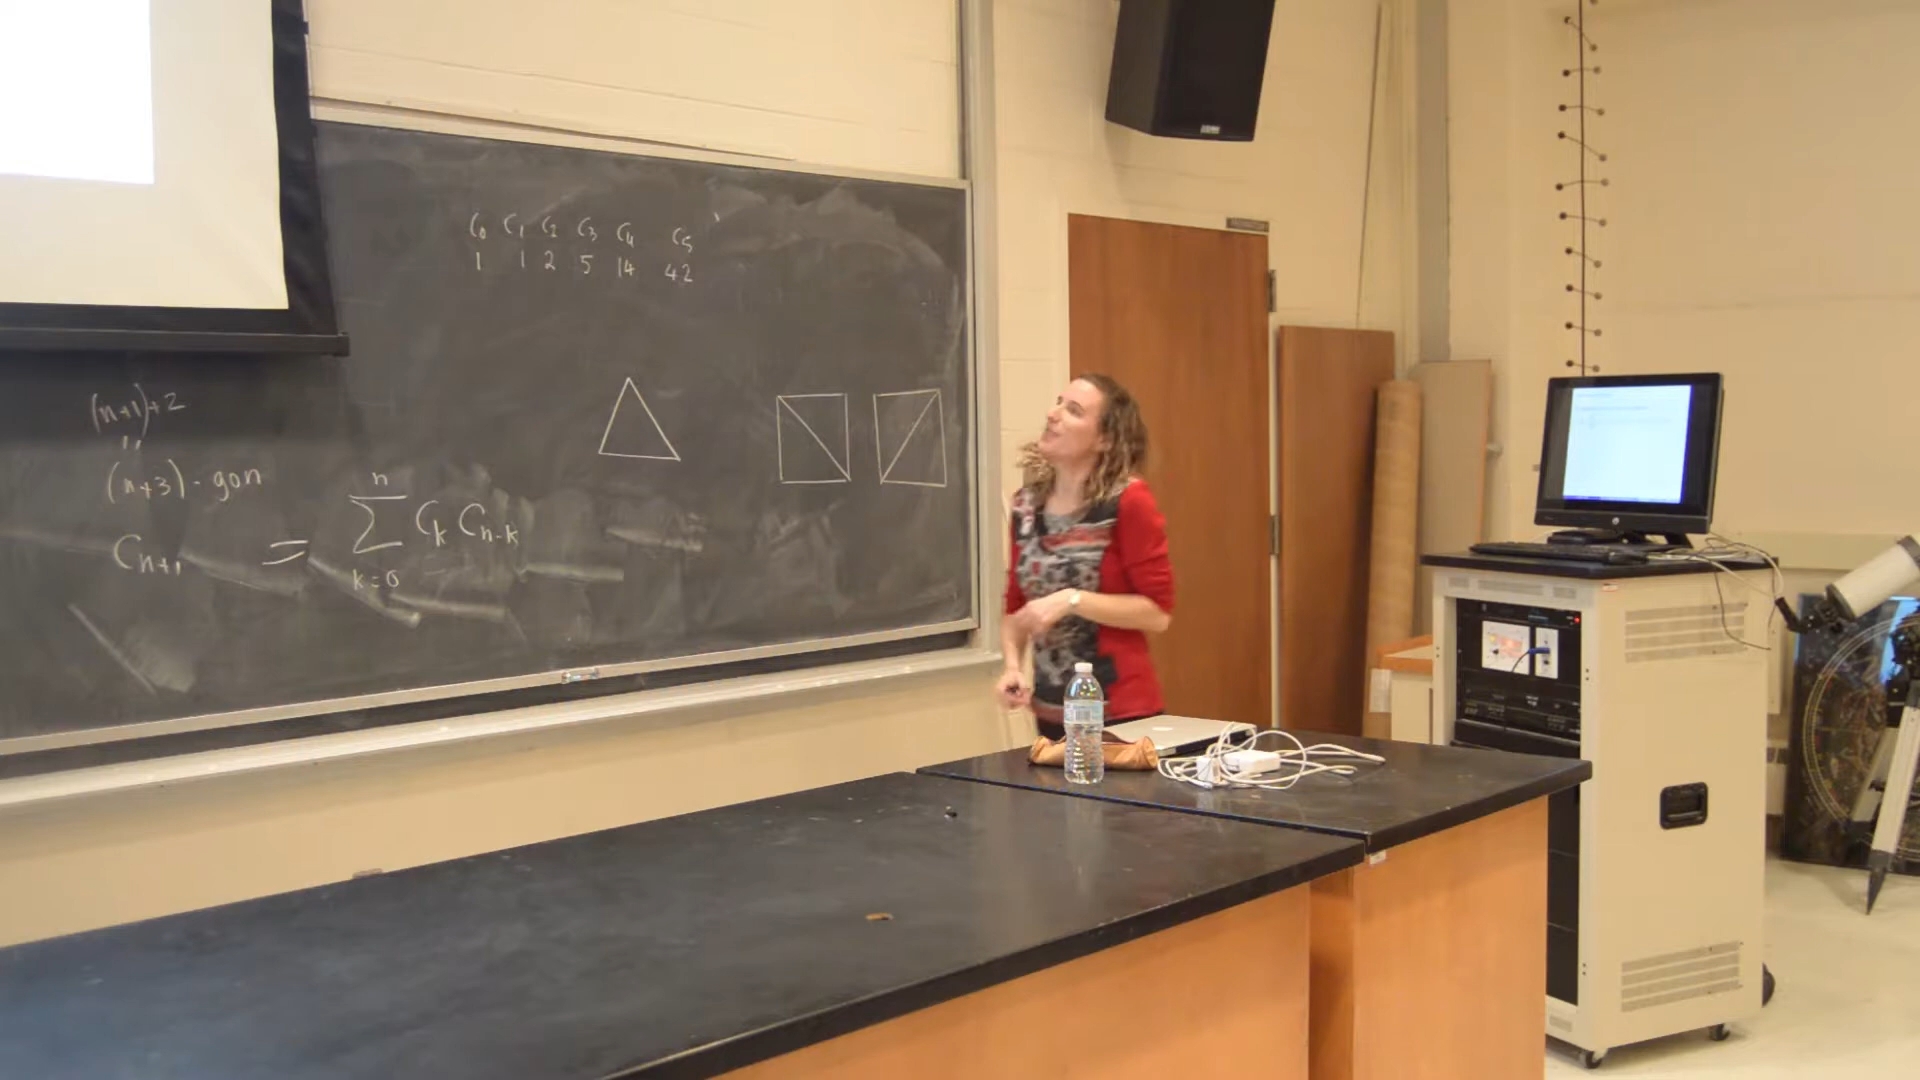 C₀ C₁ C₂ C₃ C₄ C₅
1 1 2 5 14 42
(n+1)+2
"
(n+3)-gon
n
Cₙ₊₁ = ∑ Cₖ Cₙ₋ₖ
k=0